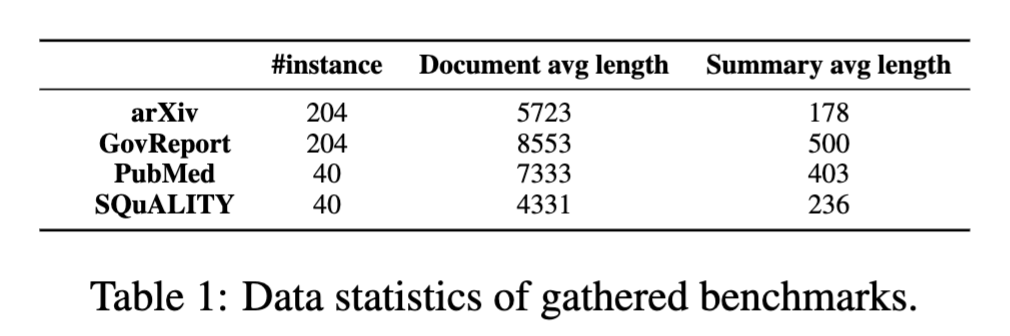 #instance Document avg length Summary avg length
arXiv 204 5723 178
GovReport 204 8553 500
PubMed 40 7333 403
SQuALITY 40 4331 236
Table 1: Data statistics of gathered benchmarks.